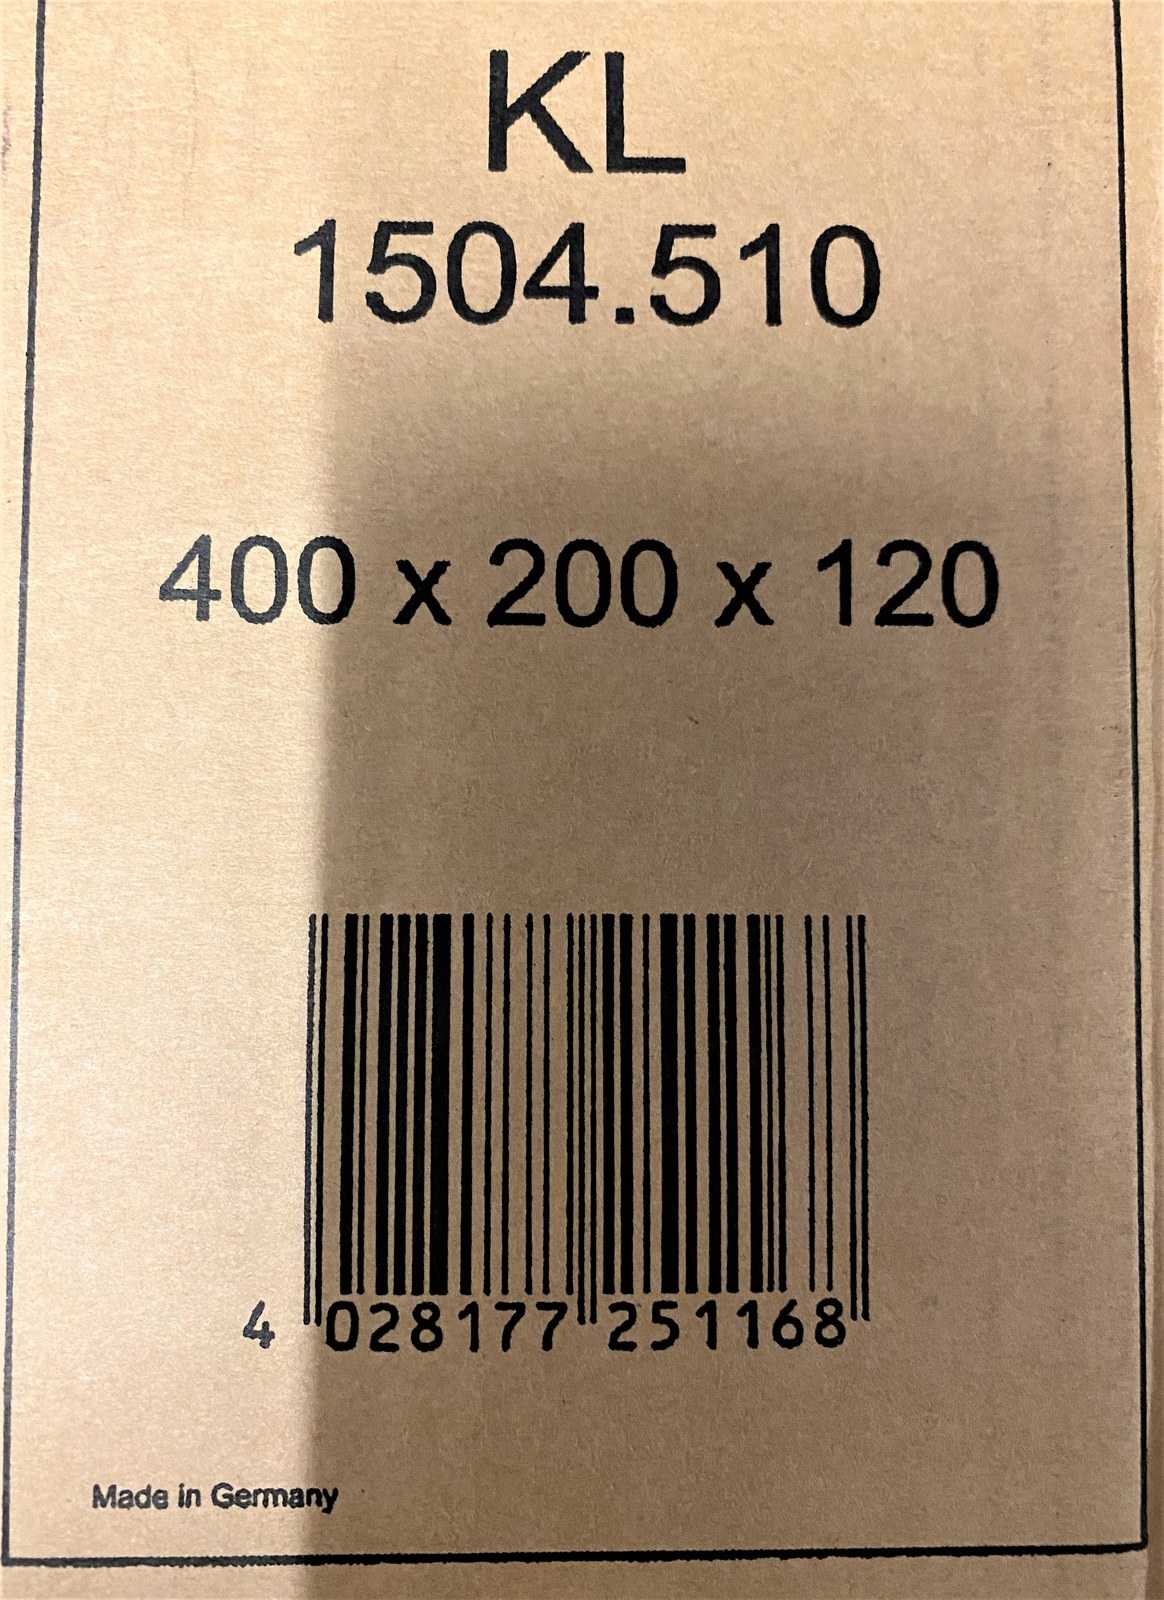 KL
1504.510
400 x 200 x 120
4 028177 251168
Made in Germany